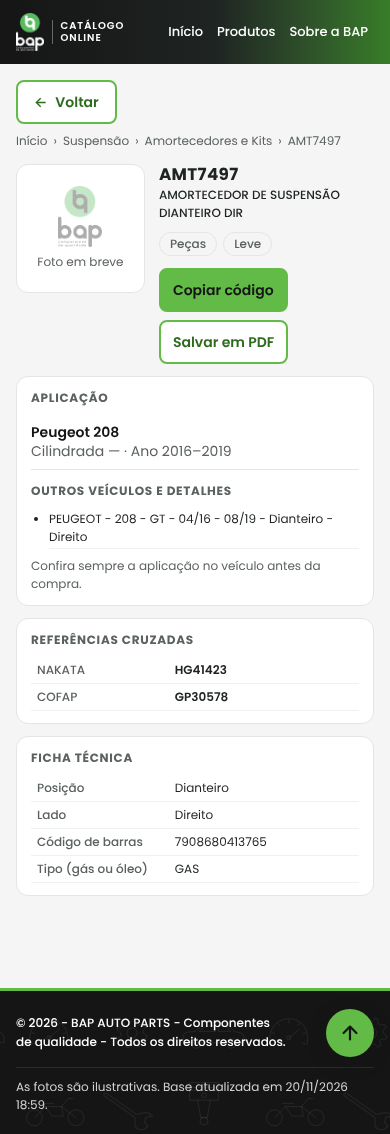 bap
CATÁLOGO
ONLINE
Início
Produtos
Sobre a BAP
← Voltar
Início › Suspensão › Amortecedores e Kits › AMT7497
bap
Foto em breve
AMT7497
AMORTECEDOR DE SUSPENSÃO
DIANTEIRO DIR
Peças
Leve
Copiar código
Salvar em PDF
APLICAÇÃO
Peugeot 208
Cilindrada — · Ano 2016–2019
OUTROS VEÍCULOS E DETALHES
• PEUGEOT - 208 - GT - 04/16 - 08/19 - Dianteiro -
Direito
Confira sempre a aplicação no veículo antes da
compra.
REFERÊNCIAS CRUZADAS
NAKATA HG41423
COFAP GP30578
FICHA TÉCNICA
Posição Dianteiro
Lado Direito
Código de barras 7908680413765
Tipo (gás ou óleo) GAS
© 2026 - BAP AUTO PARTS - Componentes
de qualidade - Todos os direitos reservados.
As fotos são ilustrativas. Base atualizada em 20/11/2026
18:59.